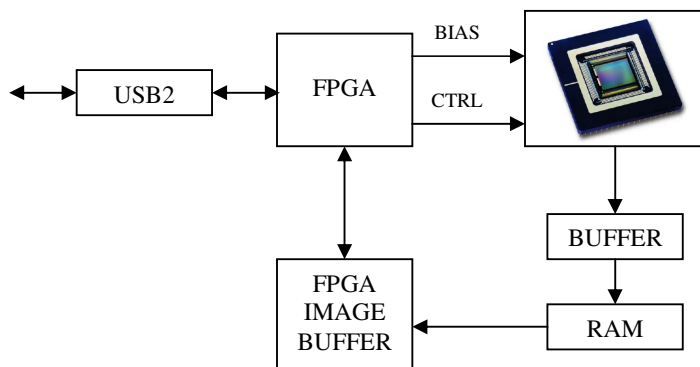 BIAS
USB2
FPGA
CTRL
BUFFER
FPGA
IMAGE
BUFFER
RAM